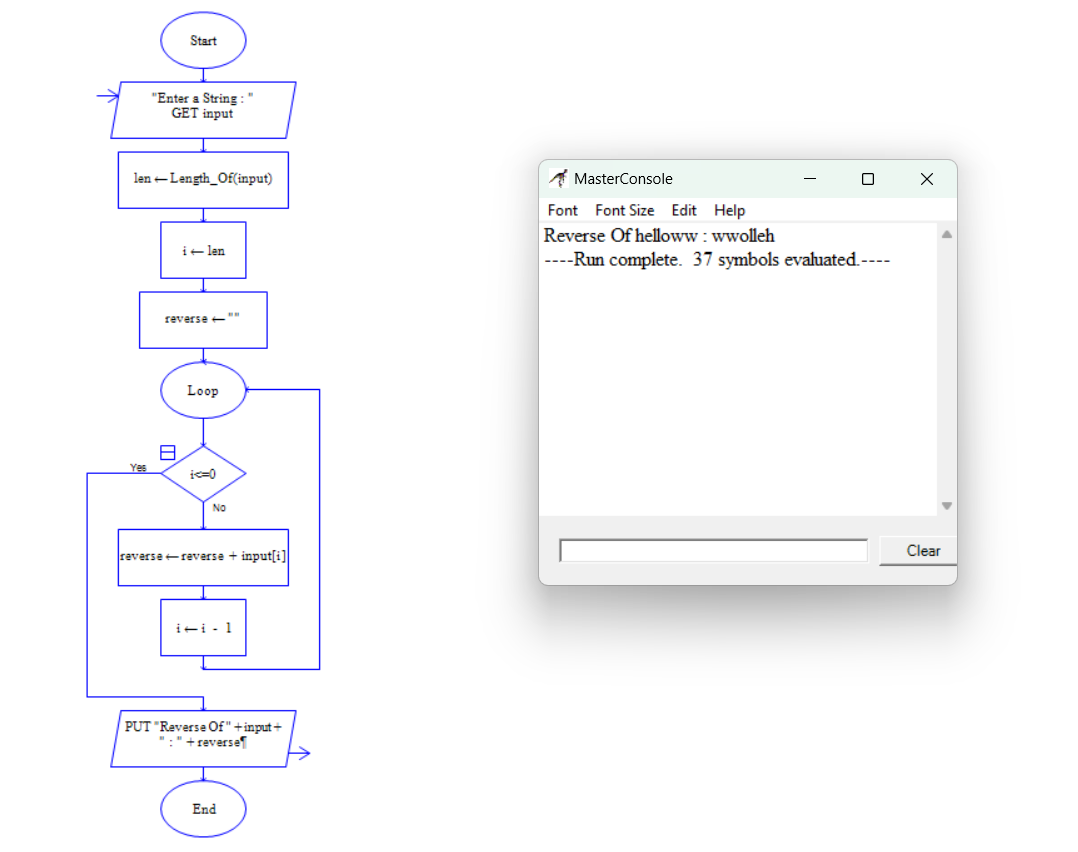 Start
"Enter a String : "
GET input
len ← Length_Of(input)
i ← len
reverse ← ""
Loop
Yes
i<=0
No
reverse ← reverse + input[i]
i ← i - 1
PUT "Reverse Of " +input+
" : " + reverse¶
End
MasterConsole
Font Font Size Edit Help
Reverse Of helloww : wwolleh
----Run complete.  37 symbols evaluated.----
Clear